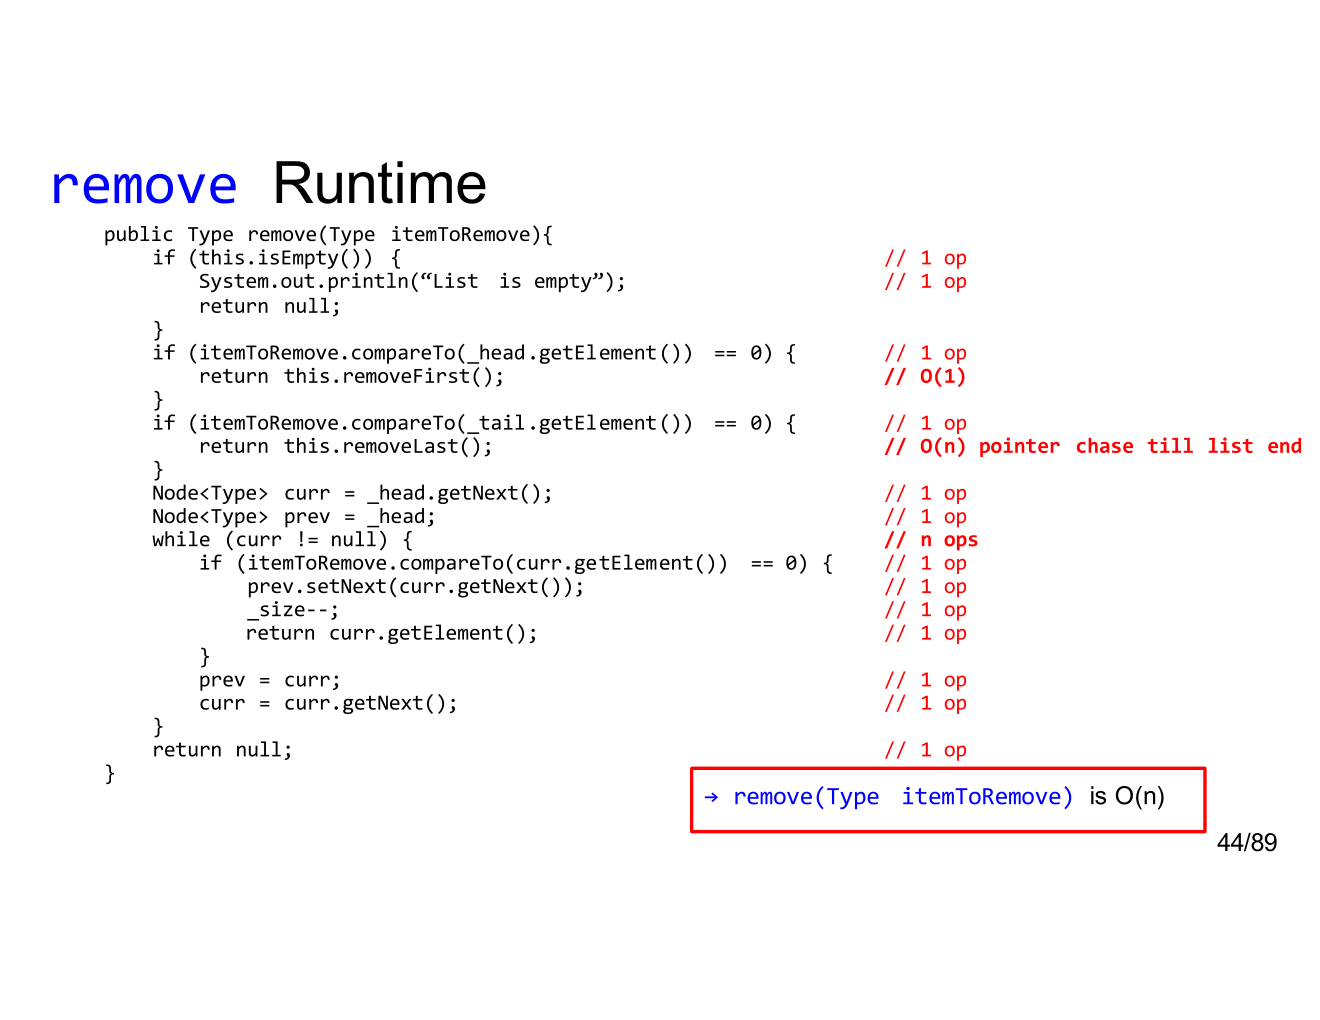 remove Runtime
public Type remove(Type itemToRemove){
if (this.isEmpty()) { // 1 op
System.out.println(“List is empty”); // 1 op
return null;
}
if (itemToRemove.compareTo(_head.getElement()) == 0) { // 1 op
return this.removeFirst(); // O(1)
}
if (itemToRemove.compareTo(_tail.getElement()) == 0) { // 1 op
return this.removeLast(); // O(n) pointer chase till list end
}
Node<Type> curr = _head.getNext(); // 1 op
Node<Type> prev = _head; // 1 op
while (curr != null) { // n ops
if (itemToRemove.compareTo(curr.getElement()) == 0) { // 1 op
prev.setNext(curr.getNext()); // 1 op
_size--; // 1 op
return curr.getElement(); // 1 op
}
prev = curr; // 1 op
curr = curr.getNext(); // 1 op
}
return null; // 1 op
}
→ remove(Type itemToRemove) is O(n)
44/89